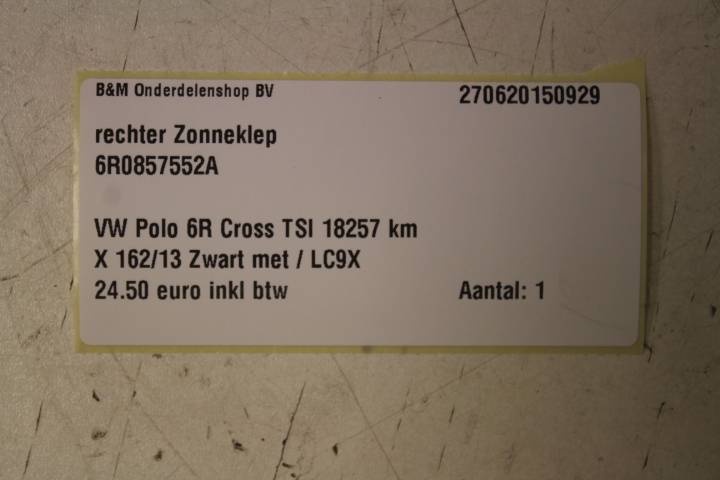 B&M Onderdelenshop BV 270620150929
rechter Zonneklep
6R0857552A
VW Polo 6R Cross TSI 18257 km
X 162/13 Zwart met / LC9X
24.50 euro inkl btw Aantal: 1